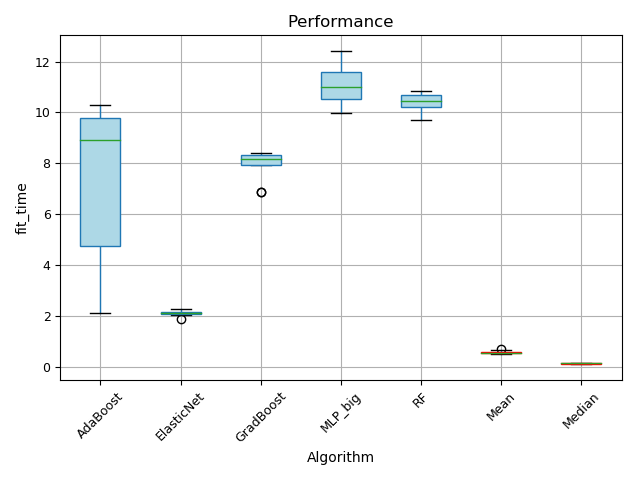 Performance
fit_time
12
10
8
6
4
2
0
AdaBoost
ElasticNet
GradBoost
MLP_big
RF
Mean
Median
Algorithm